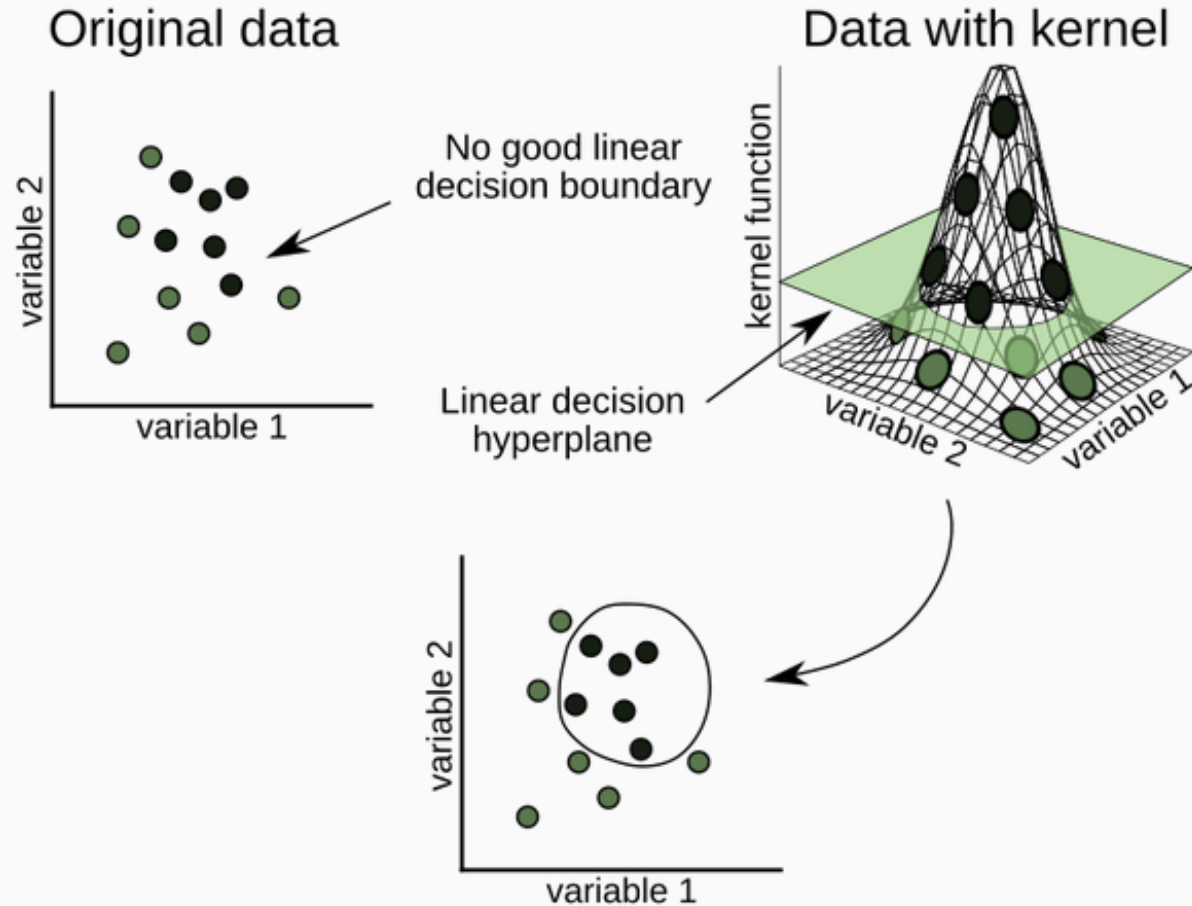 Original data
Data with kernel
No good linear
decision boundary
variable 2
variable 1
kernel function
variable 2
variable 1
Linear decision
hyperplane
variable 2
variable 1